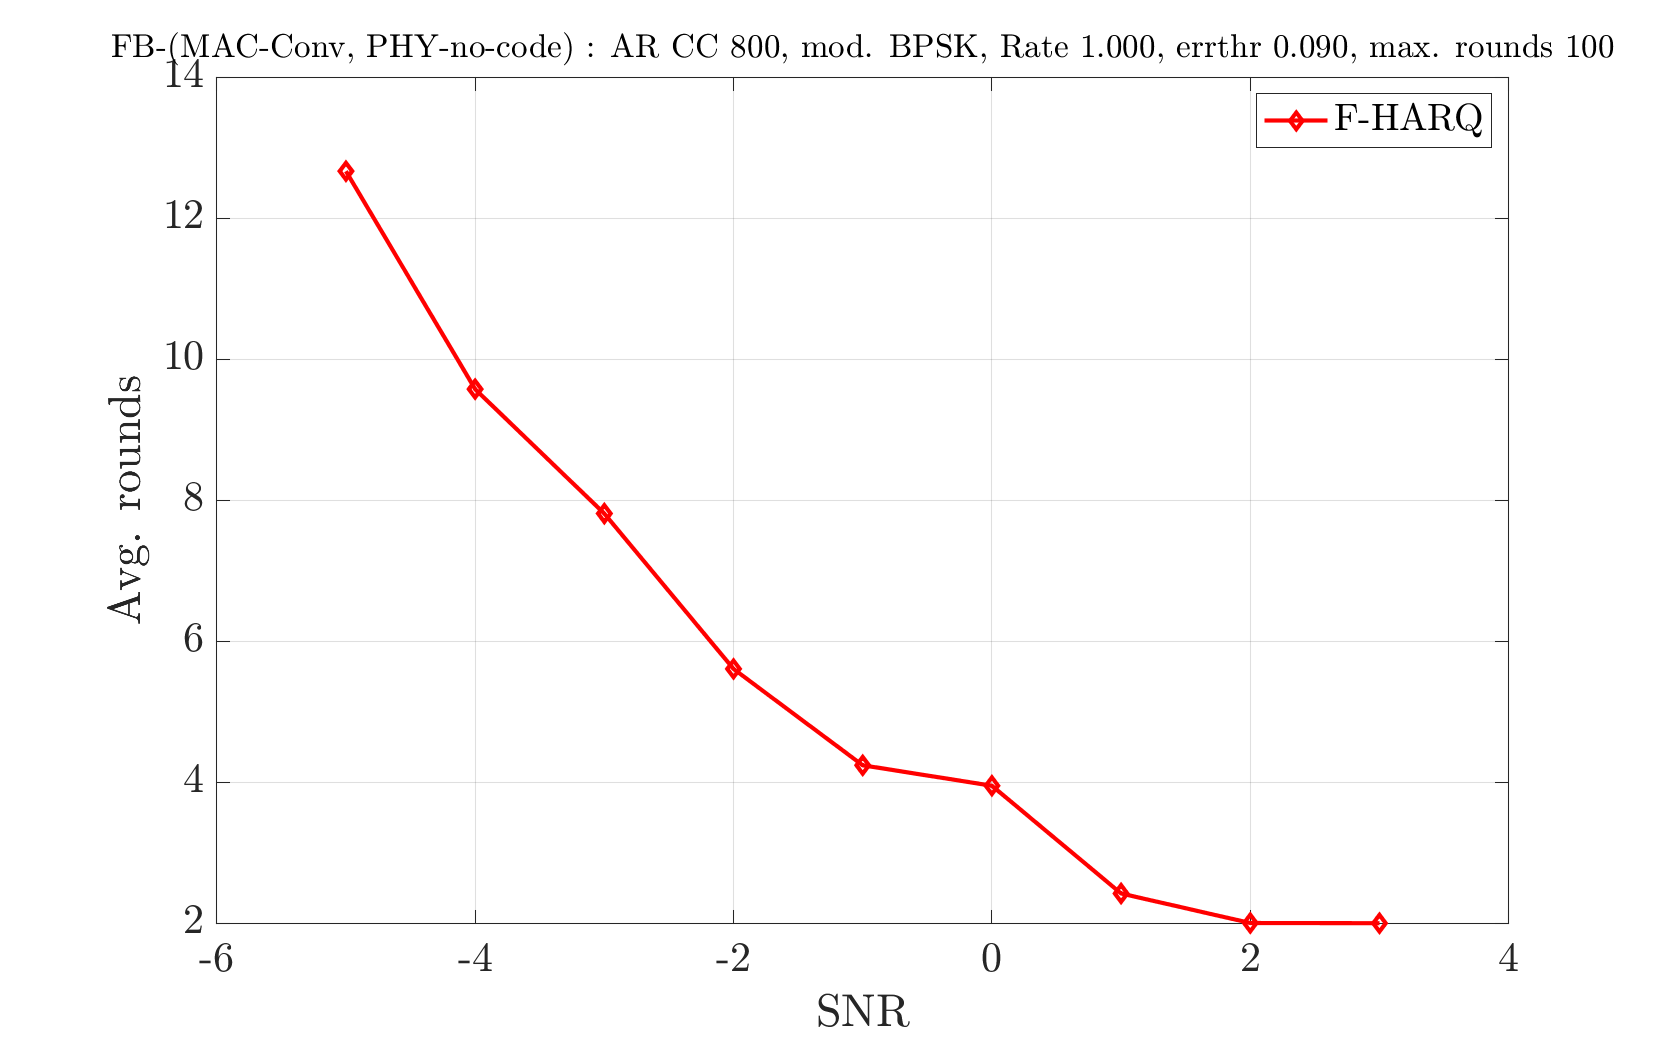 FB-(MAC-Conv, PHY-no-code) : AR CC 800, mod. BPSK, Rate 1.000, errthr 0.090, max. rounds 100
F-HARQ
14
12
10
8
6
4
2
Avg. rounds
-6 -4 -2 0 2 4
SNR